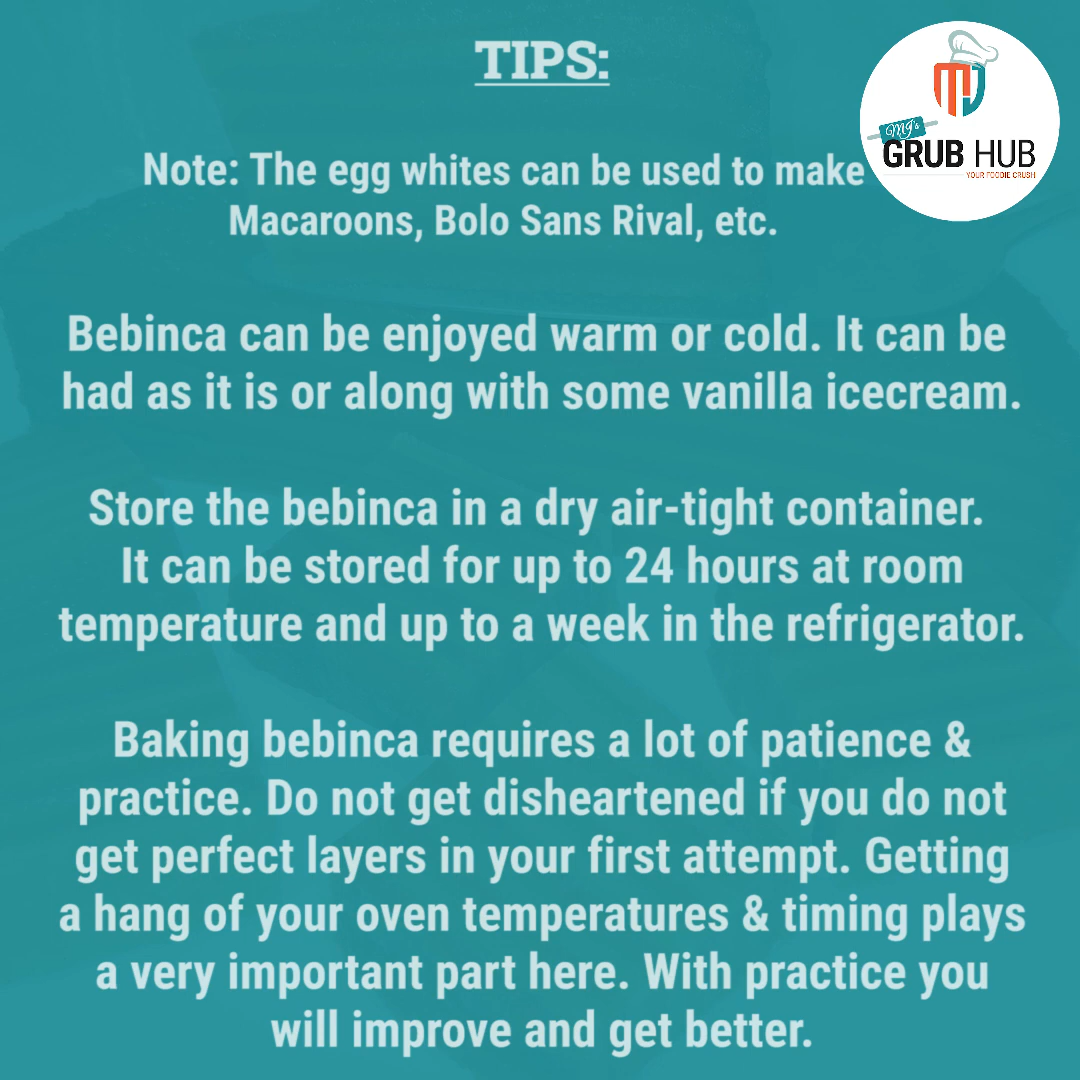 TIPS:
MJ
MJ's
GRUB HUB
YOUR FOODIE CRUSH
Note: The egg whites can be used to make
Macaroons, Bolo Sans Rival, etc.
Bebinca can be enjoyed warm or cold. It can be
had as it is or along with some vanilla icecream.
Store the bebinca in a dry air-tight container.
It can be stored for up to 24 hours at room
temperature and up to a week in the refrigerator.
Baking bebinca requires a lot of patience &
practice. Do not get disheartened if you do not
get perfect layers in your first attempt. Getting
a hang of your oven temperatures & timing plays
a very important part here. With practice you
will improve and get better.